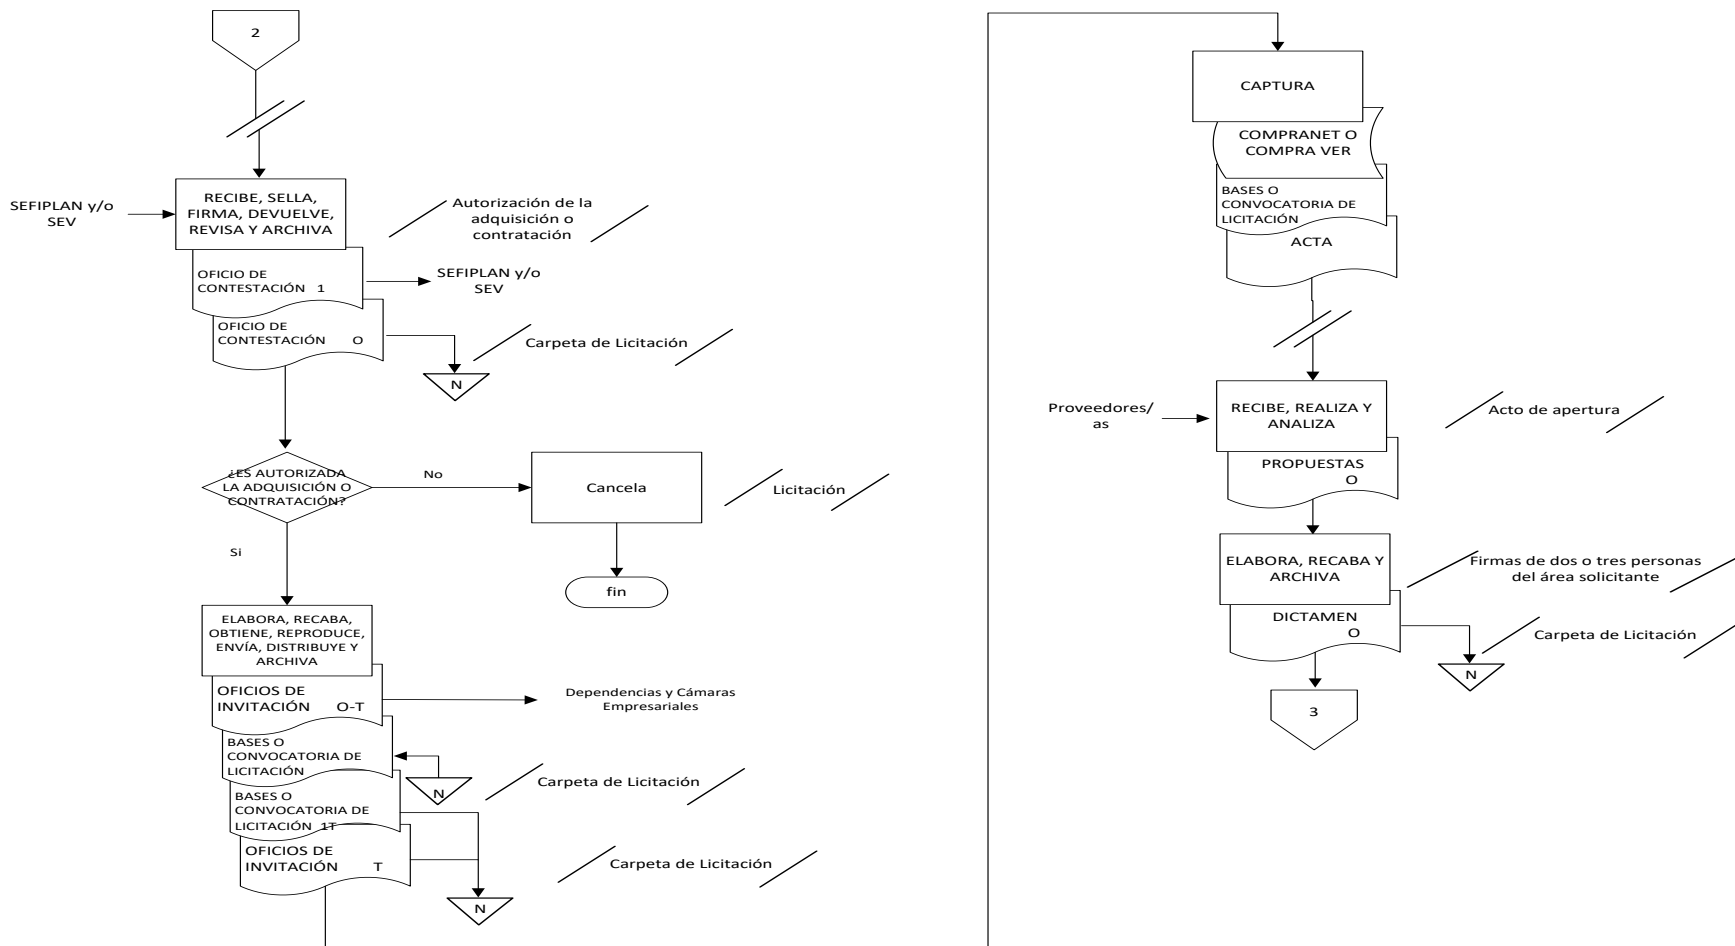 2
SEFIPLAN y/o
SEV
RECIBE, SELLA,
FIRMA, DEVUELVE,
REVISA Y ARCHIVA
Autorización de la
adquisición o
contratación
OFICIO DE
CONTESTACIÓN 1
SEFIPLAN y/o
SEV
OFICIO DE
CONTESTACIÓN O
Carpeta de Licitación
N
¿ES AUTORIZADA
LA ADQUISICIÓN O
CONTRATACIÓN?
No
Cancela
Licitación
Si
fin
ELABORA, RECABA,
OBTIENE, REPRODUCE,
ENVÍA, DISTRIBUYE Y
ARCHIVA
OFICIOS DE
INVITACIÓN O-T
Dependencias y Cámaras
Empresariales
BASES O
CONVOCATORIA DE
LICITACIÓN
N
Carpeta de Licitación
BASES O
CONVOCATORIA DE
LICITACIÓN 1T
OFICIOS DE
INVITACIÓN T
Carpeta de Licitación
N
CAPTURA
COMPRANET O
COMPRA VER
BASES O
CONVOCATORIA DE
LICITACIÓN
ACTA
Proveedores/
as
RECIBE, REALIZA Y
ANALIZA
Acto de apertura
PROPUESTAS
O
ELABORA, RECABA Y
ARCHIVA
Firmas de dos o tres personas
del área solicitante
DICTAMEN
O
Carpeta de Licitación
N
3